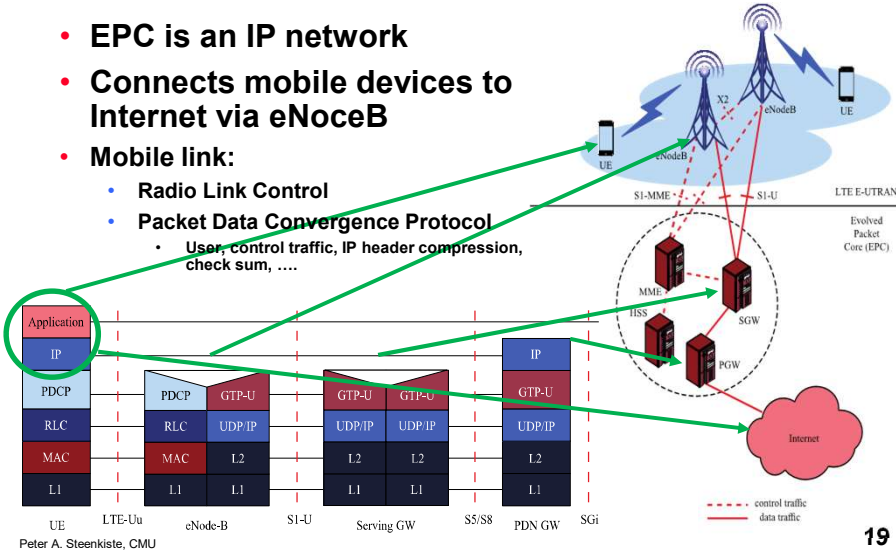 • EPC is an IP network
• Connects mobile devices to
Internet via eNoceB
• Mobile link:
• Radio Link Control
• Packet Data Convergence Protocol
• User, control traffic, IP header compression,
check sum, ....
X2
eNodeB
UE
UE
eNodeB
S1-MME
S1-U
LTE E-UTRAN
Evolved
Packet
Core (EPC)
MME
HSS
SGW
PGW
Internet
control traffic
data traffic
Application
IP
IP
PDCP
PDCP
GTP-U
GTP-U
GTP-U
GTP-U
RLC
RLC
UDP/IP
UDP/IP
UDP/IP
UDP/IP
MAC
MAC
L2
L2
L2
L2
L1
L1
L1
L1
L1
L1
UE
LTE-Uu
eNode-B
S1-U
Serving GW
S5/S8
PDN GW
SGi
Peter A. Steenkiste, CMU
19